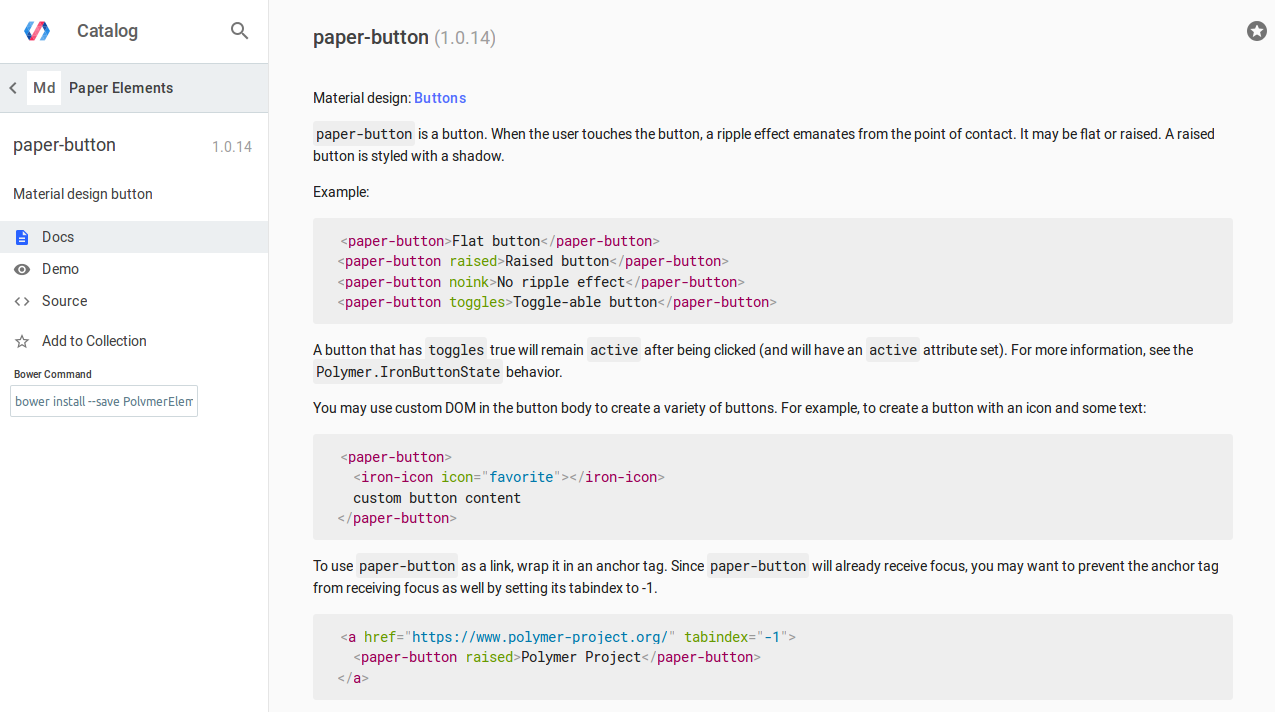 Catalog
Md Paper Elements
paper-button 1.0.14
Material design button
Docs
Demo
Source
Add to Collection
Bower Command
bower install --save PolymerElem
paper-button (1.0.14)
Material design: Buttons
paper-button is a button. When the user touches the button, a ripple effect emanates from the point of contact. It may be flat or raised. A raised
button is styled with a shadow.
Example:
<paper-button>Flat button</paper-button>
<paper-button raised>Raised button</paper-button>
<paper-button noink>No ripple effect</paper-button>
<paper-button toggles>Toggle-able button</paper-button>
A button that has toggles true will remain active after being clicked (and will have an active attribute set). For more information, see the
Polymer.IronButtonState behavior.
You may use custom DOM in the button body to create a variety of buttons. For example, to create a button with an icon and some text:
<paper-button>
<iron-icon icon="favorite"></iron-icon>
custom button content
</paper-button>
To use paper-button as a link, wrap it in an anchor tag. Since paper-button will already receive focus, you may want to prevent the anchor tag
from receiving focus as well by setting its tabindex to -1.
<a href="https://www.polymer-project.org/" tabindex="-1">
<paper-button raised>Polymer Project</paper-button>
</a>